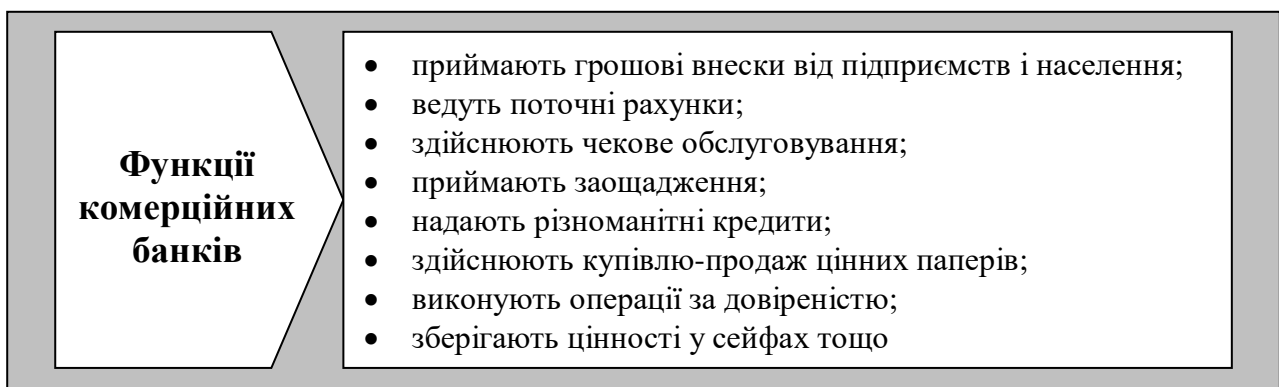 Функції
комерційних
банків
• приймають грошові внески від підприємств і населення;
• ведуть поточні рахунки;
• здійснюють чекове обслуговування;
• приймають заощадження;
• надають різноманітні кредити;
• здійснюють купівлю-продаж цінних паперів;
• виконують операції за довіреністю;
• зберігають цінності у сейфах тощо